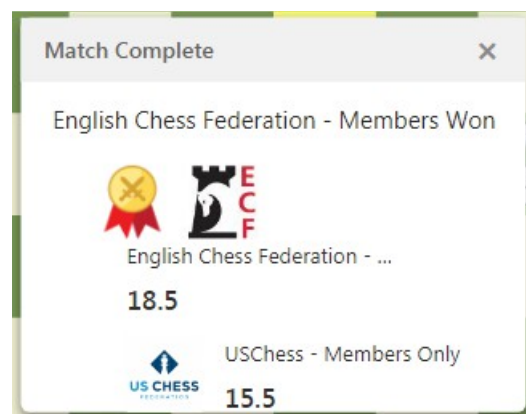 Match Complete ×
English Chess Federation - Members Won
E
C
F
English Chess Federation - ...
18.5
USChess - Members Only
US CHESS
FEDERATION
15.5